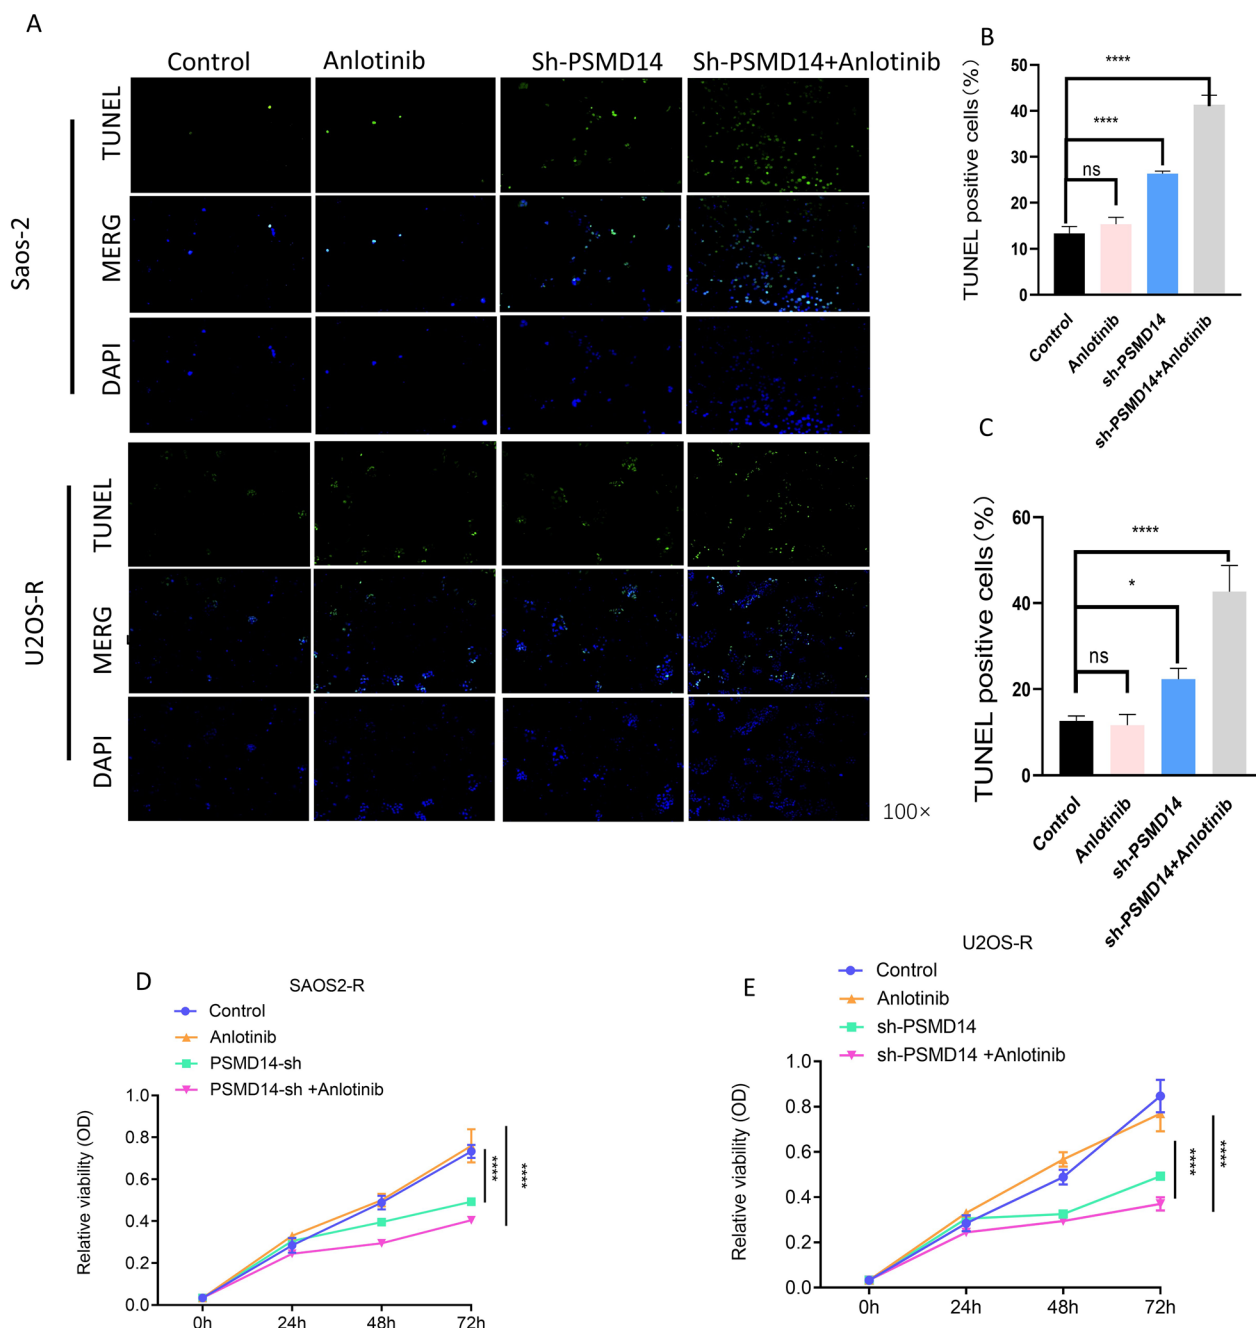 A
Control
Anlotinib
Sh-PSMD14
Sh-PSMD14+Anlotinib
Saos-2
TUNEL
MERG
DAPI
U2OS-R
TUNEL
MERG
DAPI
100×
B
TUNEL positive cells(%)
50
40
30
20
10
0
****
****
ns
Control
Anlotinib
sh-PSMD14
sh-PSMD14+Anlotinib
C
TUNEL positive cells(%)
60
40
20
0
****
*
ns
Control
Anlotinib
sh-PSMD14
sh-PSMD14+Anlotinib
D
SAOS2-R
Control
Anlotinib
PSMD14-sh
PSMD14-sh +Anlotinib
Relative viability (OD)
1.0
0.8
0.6
0.4
0.2
0.0
0h
24h
48h
72h
****
****
E
U2OS-R
Control
Anlotinib
sh-PSMD14
sh-PSMD14 +Anlotinib
Relative viability (OD)
1.0
0.8
0.6
0.4
0.2
0.0
0h
24h
48h
72h
****
****